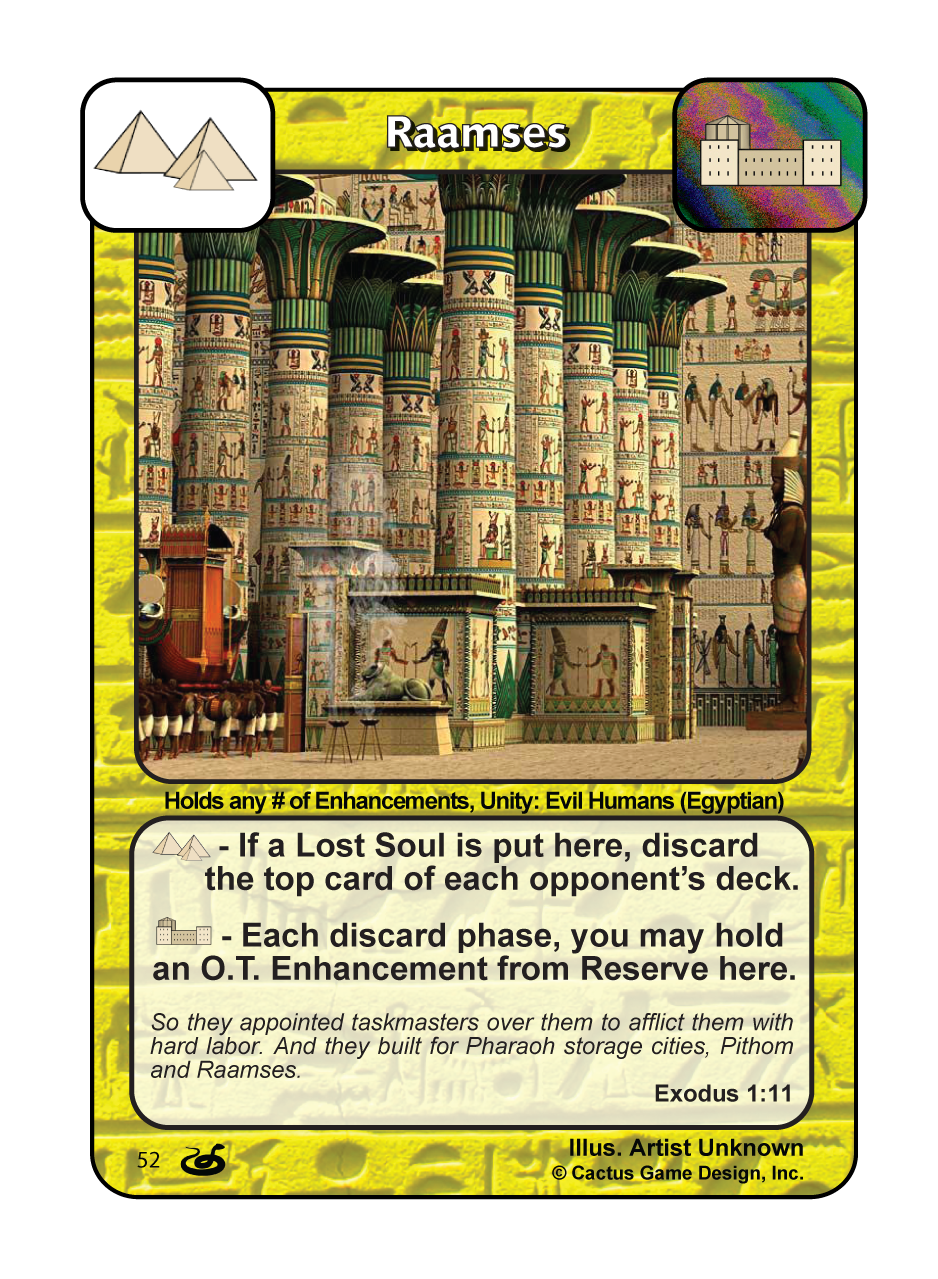 Raamses
Holds any # of Enhancements, Unity: Evil Humans (Egyptian)
- If a Lost Soul is put here, discard
the top card of each opponent’s deck.
- Each discard phase, you may hold
an O.T. Enhancement from Reserve here.
So they appointed taskmasters over them to afflict them with
hard labor. And they built for Pharaoh storage cities, Pithom
and Raamses.
Exodus 1:11
52
Illus. Artist Unknown
© Cactus Game Design, Inc.